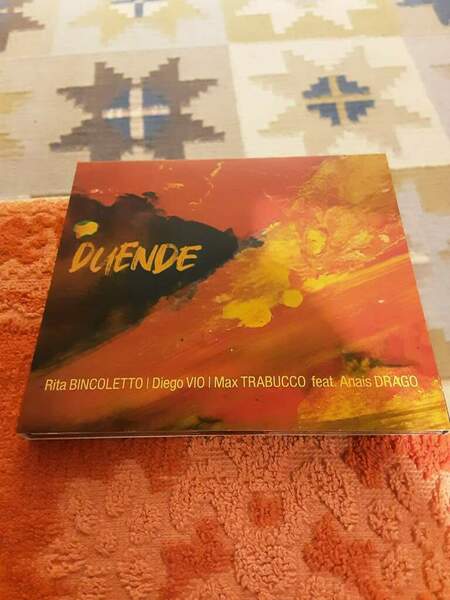 DUENDE
Rita BINCOLETTO | Diego VIO | Max TRABUCCO feat. Anais DRAGO